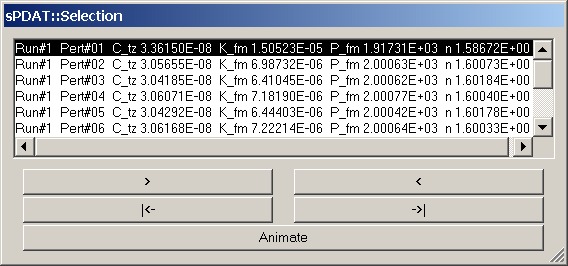 sPDAT::Selection
Run#1 Pert#01 C_tz 3.36150E-08 K_fm 1.50523E-05 P_fm 1.91731E+03 n 1.58672E+00
Run#1 Pert#02 C_tz 3.05655E-08 K_fm 6.98732E-06 P_fm 2.00063E+03 n 1.60073E+00
Run#1 Pert#03 C_tz 3.04185E-08 K_fm 6.41045E-06 P_fm 2.00062E+03 n 1.60184E+00
Run#1 Pert#04 C_tz 3.06071E-08 K_fm 7.18190E-06 P_fm 2.00077E+03 n 1.60040E+00
Run#1 Pert#05 C_tz 3.04292E-08 K_fm 6.44403E-06 P_fm 2.00042E+03 n 1.60178E+00
Run#1 Pert#06 C_tz 3.06168E-08 K_fm 7.22214E-06 P_fm 2.00064E+03 n 1.60033E+00
> <
|<- ->|
Animate